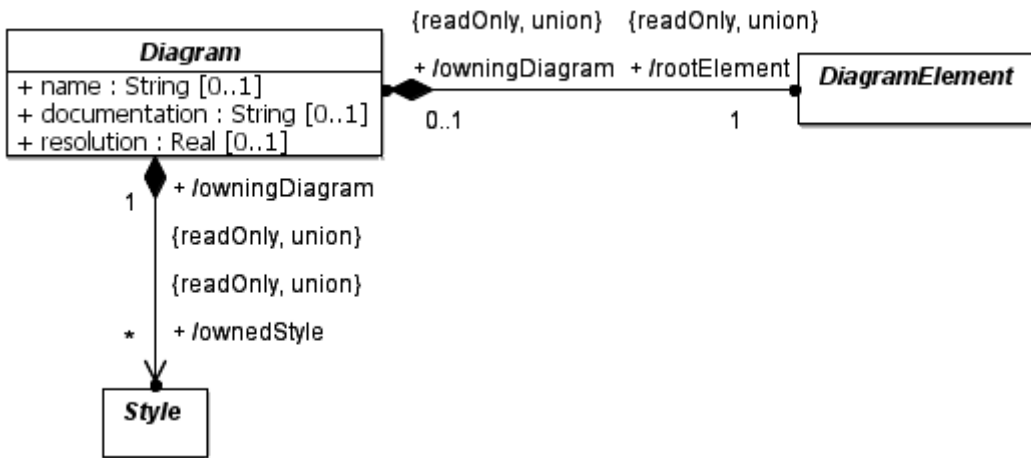 Diagram
+ name : String [0..1]
+ documentation : String [0..1]
+ resolution : Real [0..1]
{readOnly, union}
{readOnly, union}
+ /owningDiagram
+ /rootElement
0..1
1
DiagramElement
1
+ /owningDiagram
{readOnly, union}
{readOnly, union}
*
+ /ownedStyle
Style